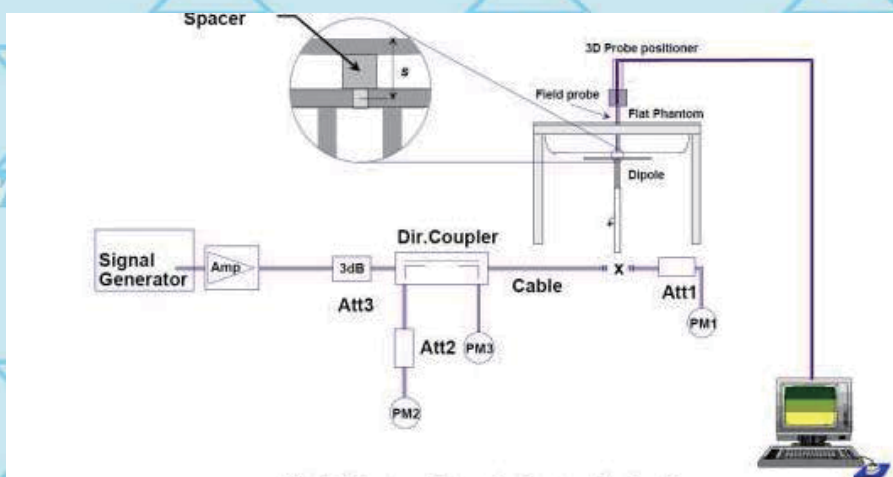 Spacer
s
3D Probe positioner
Field probe
Flat Phantom
Dipole
Signal
Generator
Amp
3dB
Att3
Dir.Coupler
Cable
x
Att1
PM1
Att2
PM3
PM2